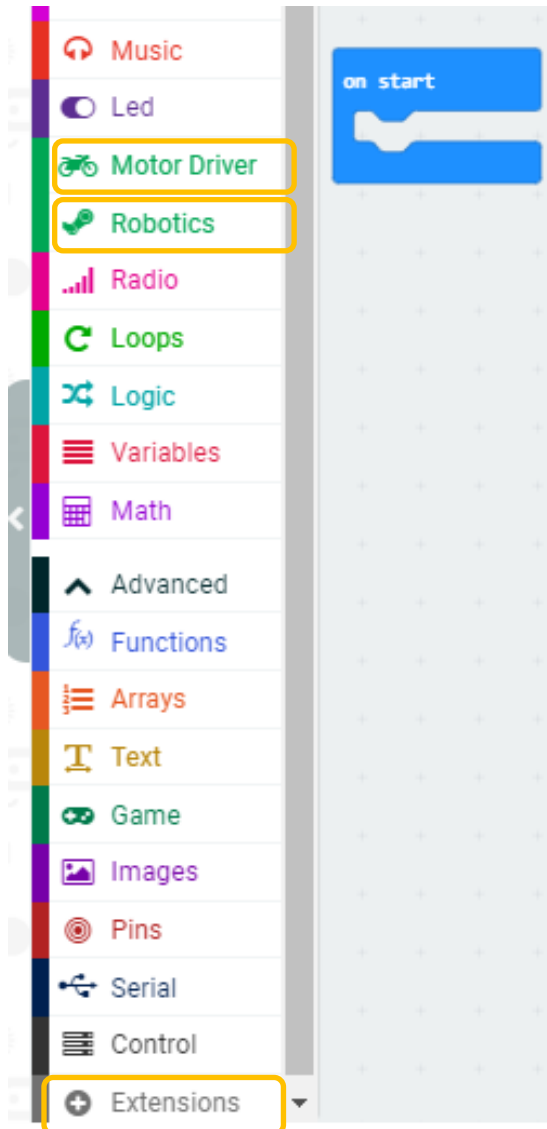 Music
on start
Led
Motor Driver
Robotics
Radio
Loops
Logic
Variables
Math
Advanced
f(x) Functions
Arrays
Text
Game
Images
Pins
Serial
Control
Extensions